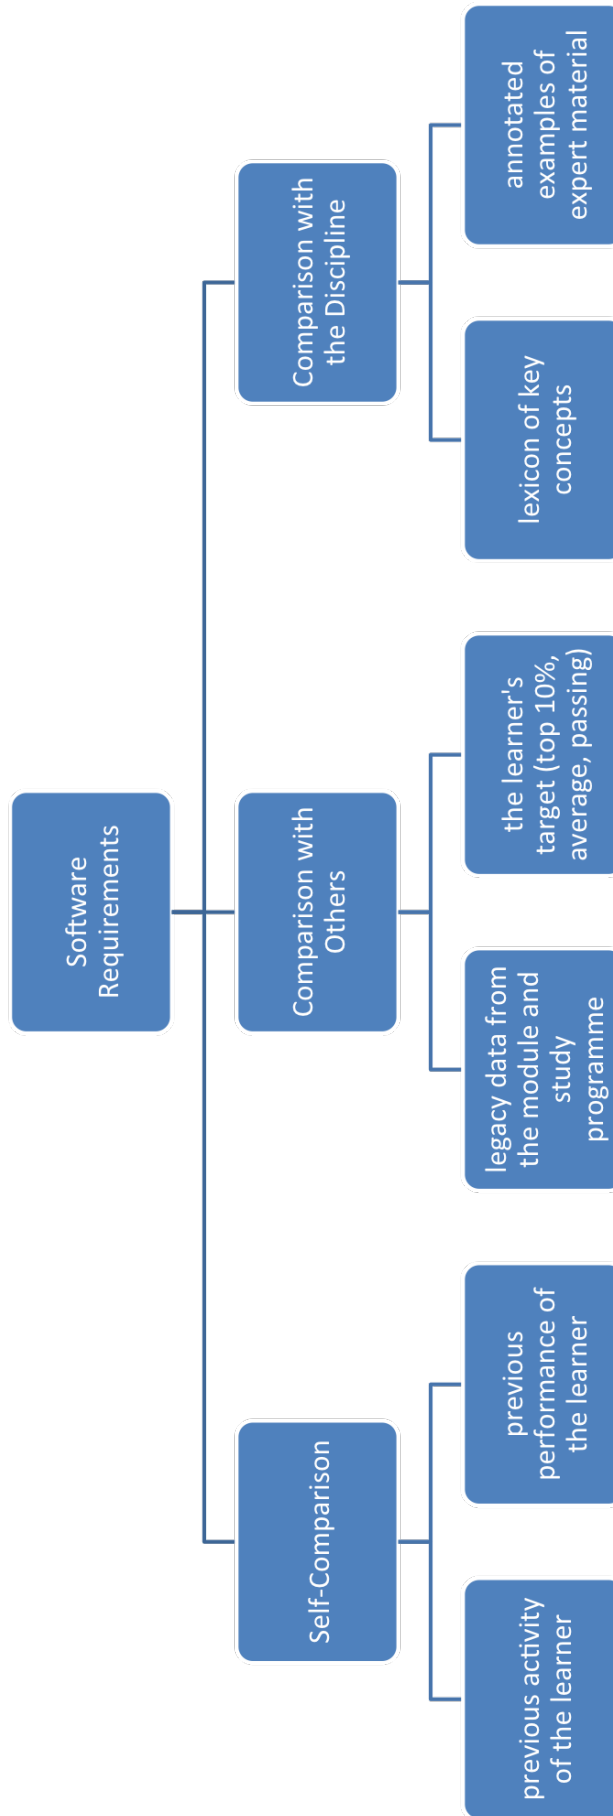 Software
Requirements
Self-Comparison
Comparison with
Others
Comparison with
the Discipline
previous activity
of the learner
previous
performance of
the learner
legacy data from
the module and
study
programme
the learner's
target (top 10%,
average, passing)
lexicon of key
concepts
annotated
examples of
expert material